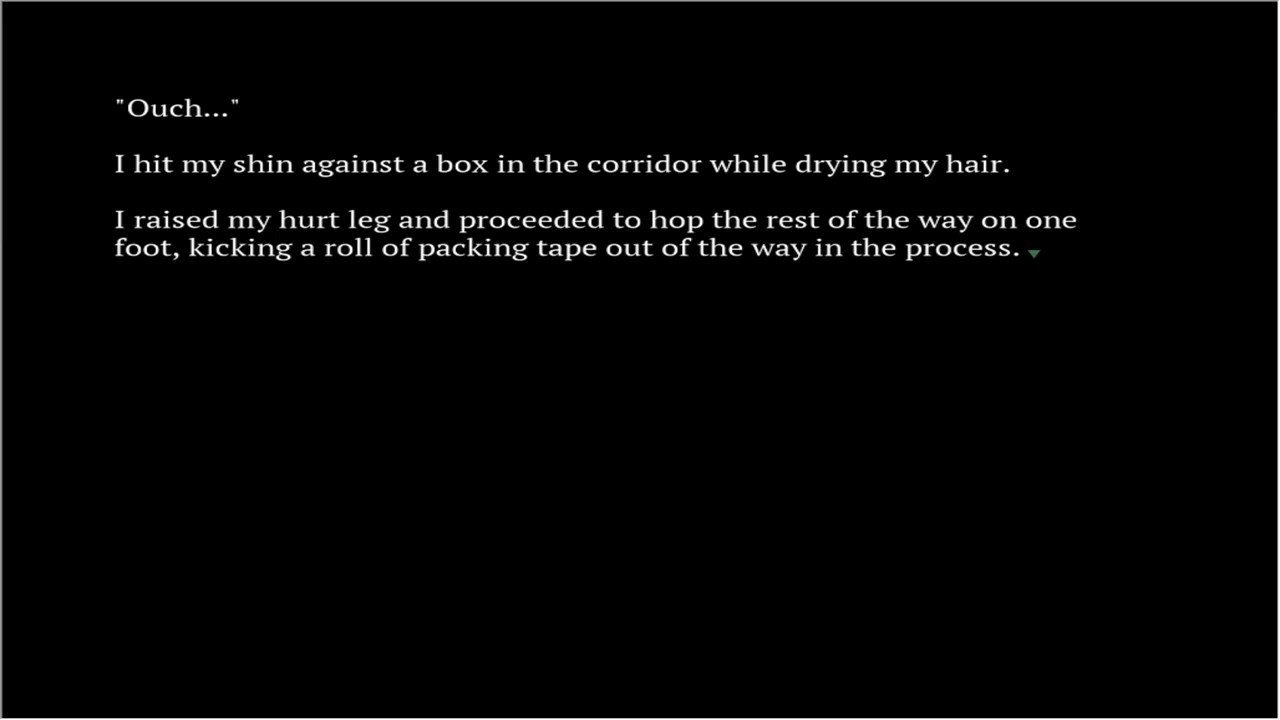 "Ouch..."
I hit my shin against a box in the corridor while drying my hair.
I raised my hurt leg and proceeded to hop the rest of the way on one
foot, kicking a roll of packing tape out of the way in the process.